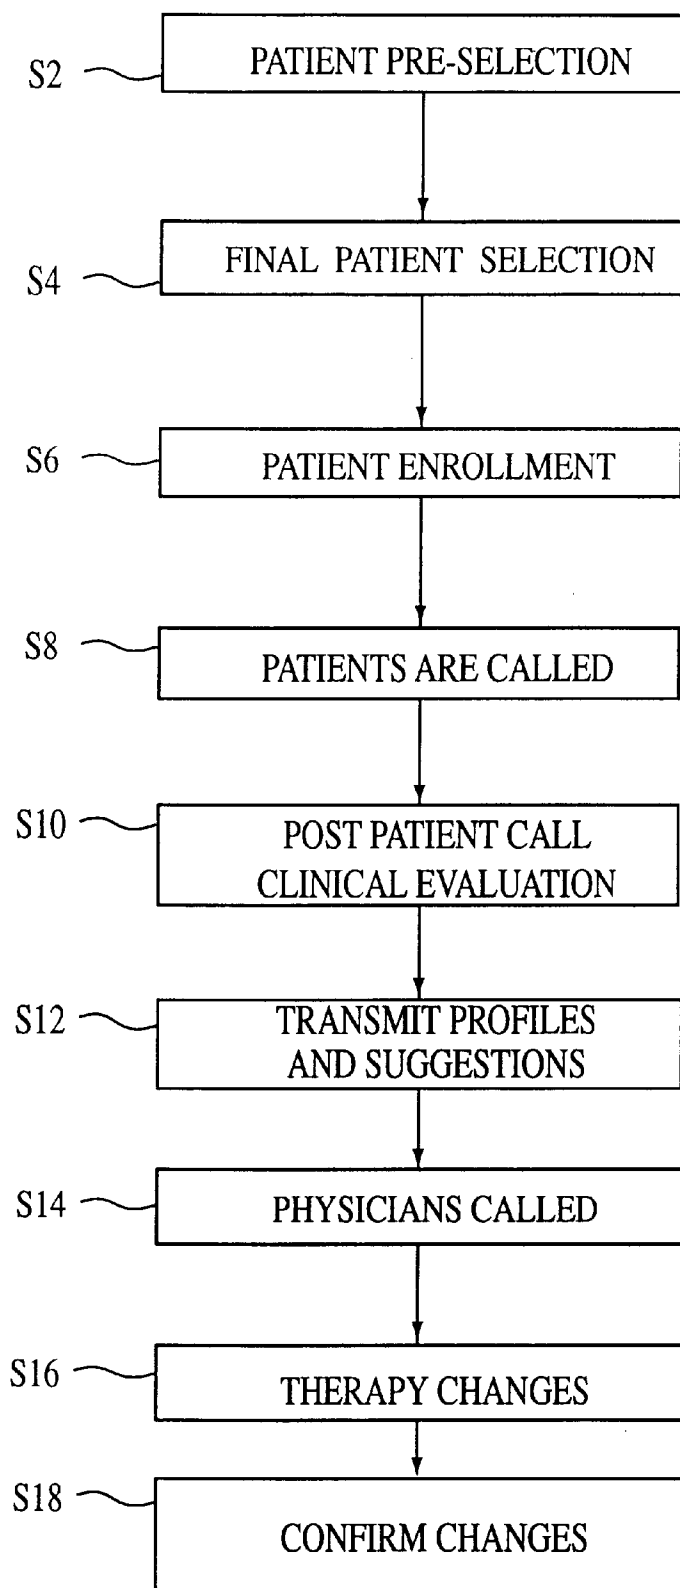 S2 PATIENT PRE-SELECTION
S4 FINAL PATIENT SELECTION
S6 PATIENT ENROLLMENT
S8 PATIENTS ARE CALLED
S10 POST PATIENT CALL
CLINICAL EVALUATION
S12 TRANSMIT PROFILES
AND SUGGESTIONS
S14 PHYSICIANS CALLED
S16 THERAPY CHANGES
S18 CONFIRM CHANGES